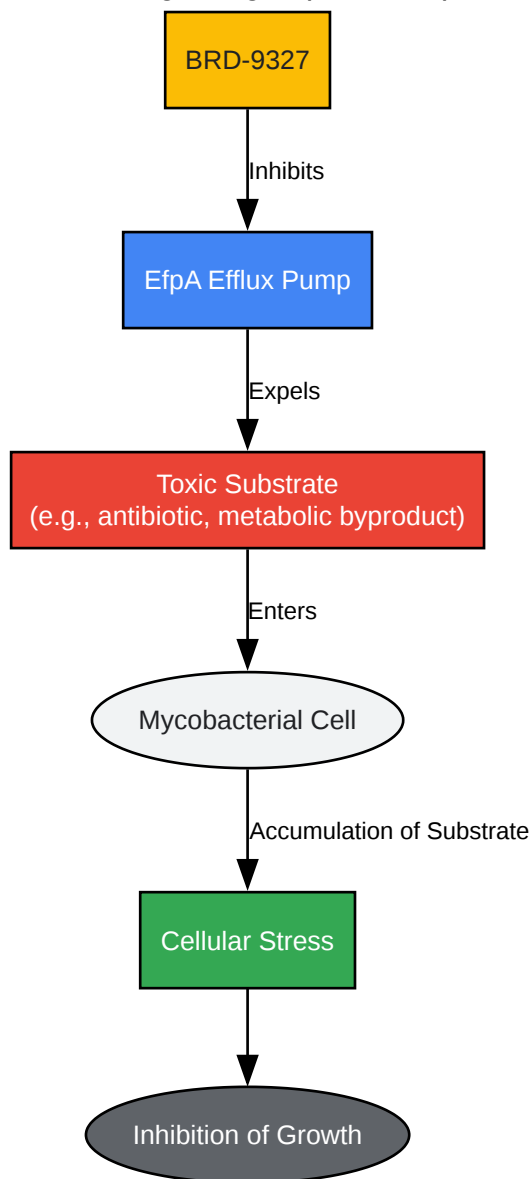 BRD-9327
Inhibits
EfpA Efflux Pump
Expels
Toxic Substrate
(e.g., antibiotic, metabolic byproduct)
Enters
Mycobacterial Cell
Accumulation of Substrate
Cellular Stress
Inhibition of Growth